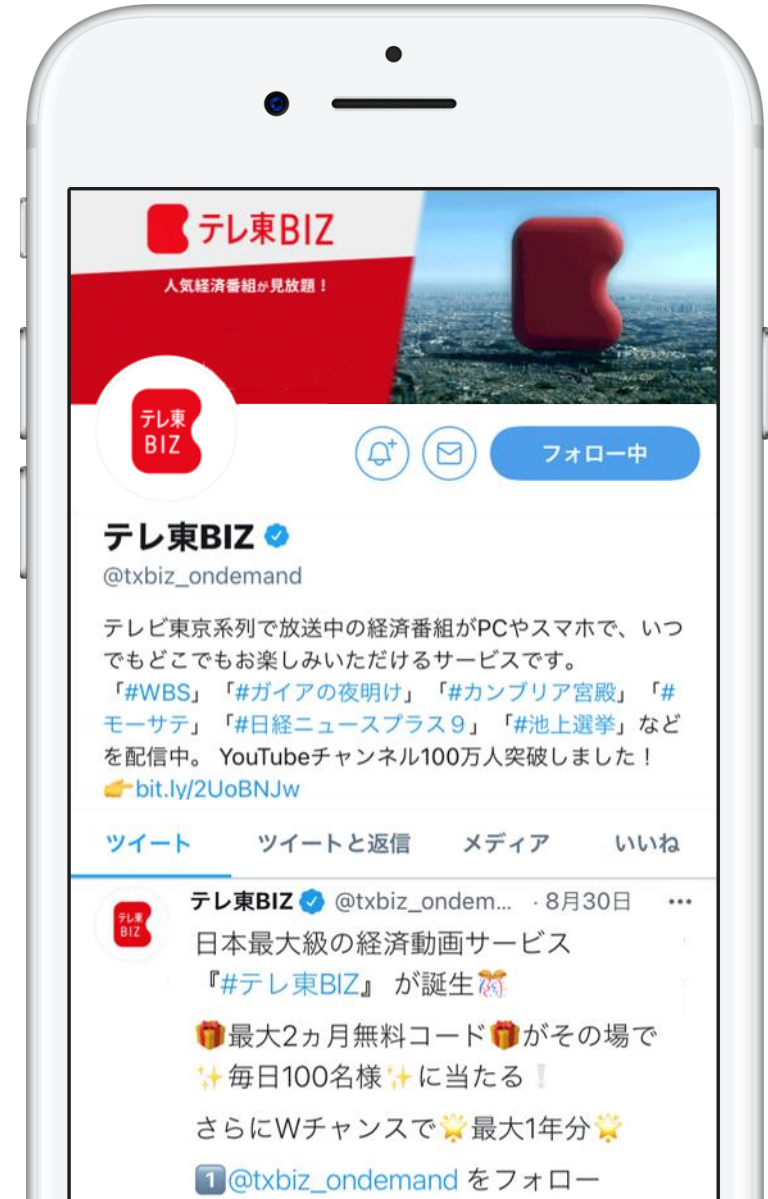 テレ東BIZ
人気経済番組が見放題！
テレ東
BIZ
フォロー中
テレ東BIZ
@txbiz_ondemand
テレビ東京系列で放送中の経済番組がPCやスマホで、いつ
でもどこでもお楽しみいただけるサービスです。
「#WBS」「#ガイアの夜明け」「#カンブリア宮殿」「#
モーサテ」「#日経ニュースプラス９」「#池上選挙」など
を配信中。 YouTubeチャンネル100万人突破しました！
👉bit.ly/2UoBNJw
ツイート ツイートと返信 メディア いいね
テレ東
BIZ
テレ東BIZ @txbiz_ondem... · 8月30日
日本最大級の経済動画サービス
『#テレ東BIZ』 が誕生🎊
🎁最大2ヵ月無料コード🎁がその場で
✨毎日100名様✨に当たる❕
さらにWチャンスで🌟最大1年分🌟
1️⃣@txbiz_ondemand をフォロー